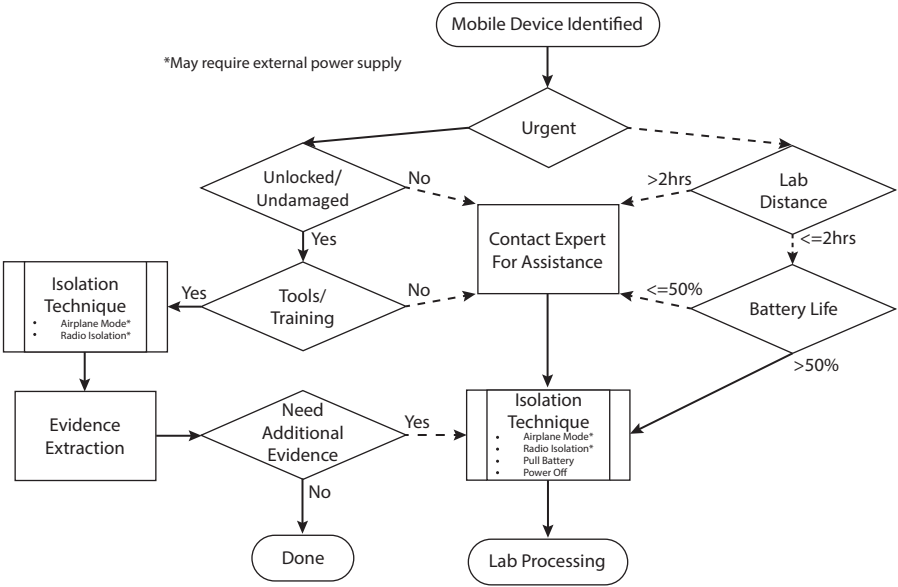 Mobile Device Identified
*May require external power supply
Urgent
Unlocked/
Undamaged
No
>2hrs
Lab
Distance
Contact Expert
For Assistance
Yes
<=2hrs
Isolation
Technique
• Airplane Mode*
• Radio Isolation*
Yes
Tools/
Training
No
<=50%
Battery Life
>50%
Evidence
Extraction
Need
Additional
Evidence
Yes
Isolation
Technique
• Airplane Mode*
• Radio Isolation*
• Pull Battery
• Power Off
No
Done
Lab Processing